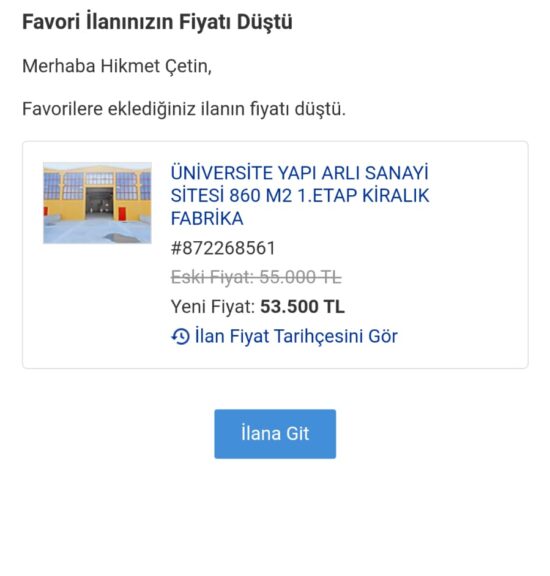 Favori İlanınızın Fiyatı Düştü
Merhaba Hikmet Çetin,
Favorilere eklediğiniz ilanın fiyatı düştü.
ÜNİVERSİTE YAPI ARLI SANAYİ
SİTESİ 860 M2 1.ETAP KİRALIK
FABRİKA
#872268561
Eski Fiyat: 55.000 TL
Yeni Fiyat: 53.500 TL
İlan Fiyat Tarihçesini Gör
İlana Git